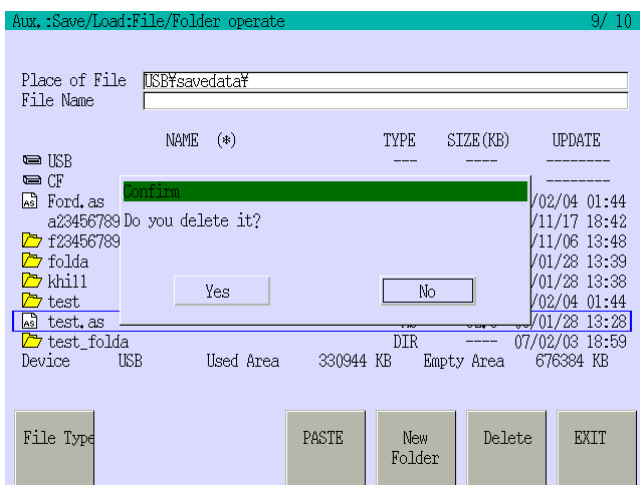 Aux.:Save/Load:File/Folder operate 9/ 10
Place of File USB¥savedata¥
File Name
NAME (*) TYPE SIZE(KB) UPDATE
USB --- ---- --------
CF --------
Ford.as /02/04 01:44
a23456789 /11/17 18:42
f23456789 /11/06 13:48
folda /01/28 13:39
khi11 /01/28 13:38
test /02/04 01:44
test.as /01/28 13:28
test_folda DIR ---- 07/02/03 18:59
Confirm
Do you delete it?
Yes No
Device USB Used Area 330944 KB Empty Area 676384 KB
File Type PASTE New Folder Delete EXIT